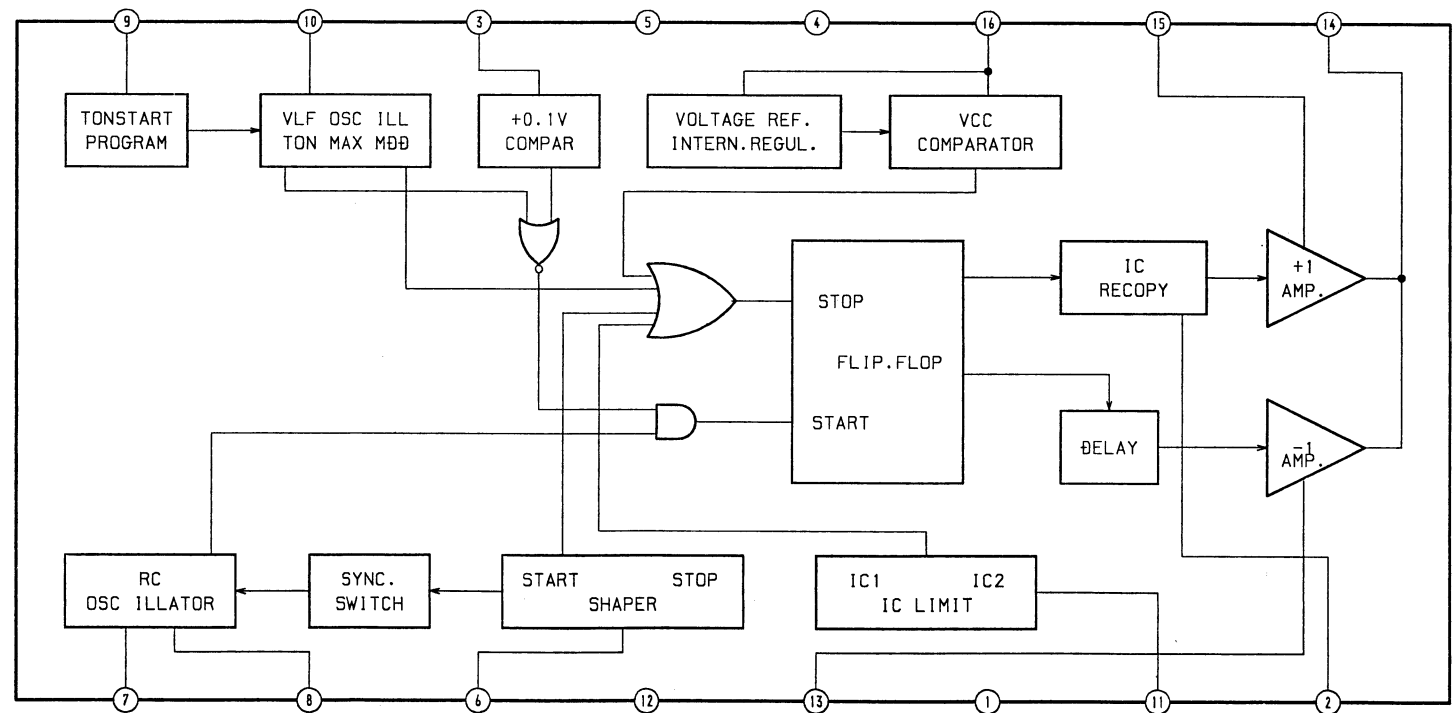 9 10 3 5 4 16 15 14
TONSTART
PROGRAM
VLF OSC ILL
TON MAX MĐĐ
+0.1V
COMPAR
VOLTAGE REF.
INTERN.REGUL.
VCC
COMPARATOR
STOP
FLIP.FLOP
START
IC
RECOPY
+1
AMP.
ĐELAY
-1
AMP.
RC
OSC ILLATOR
SYNC.
SWITCH
START STOP
SHAPER
IC1 IC2
IC LIMIT
7 8 6 12 13 1 11 2